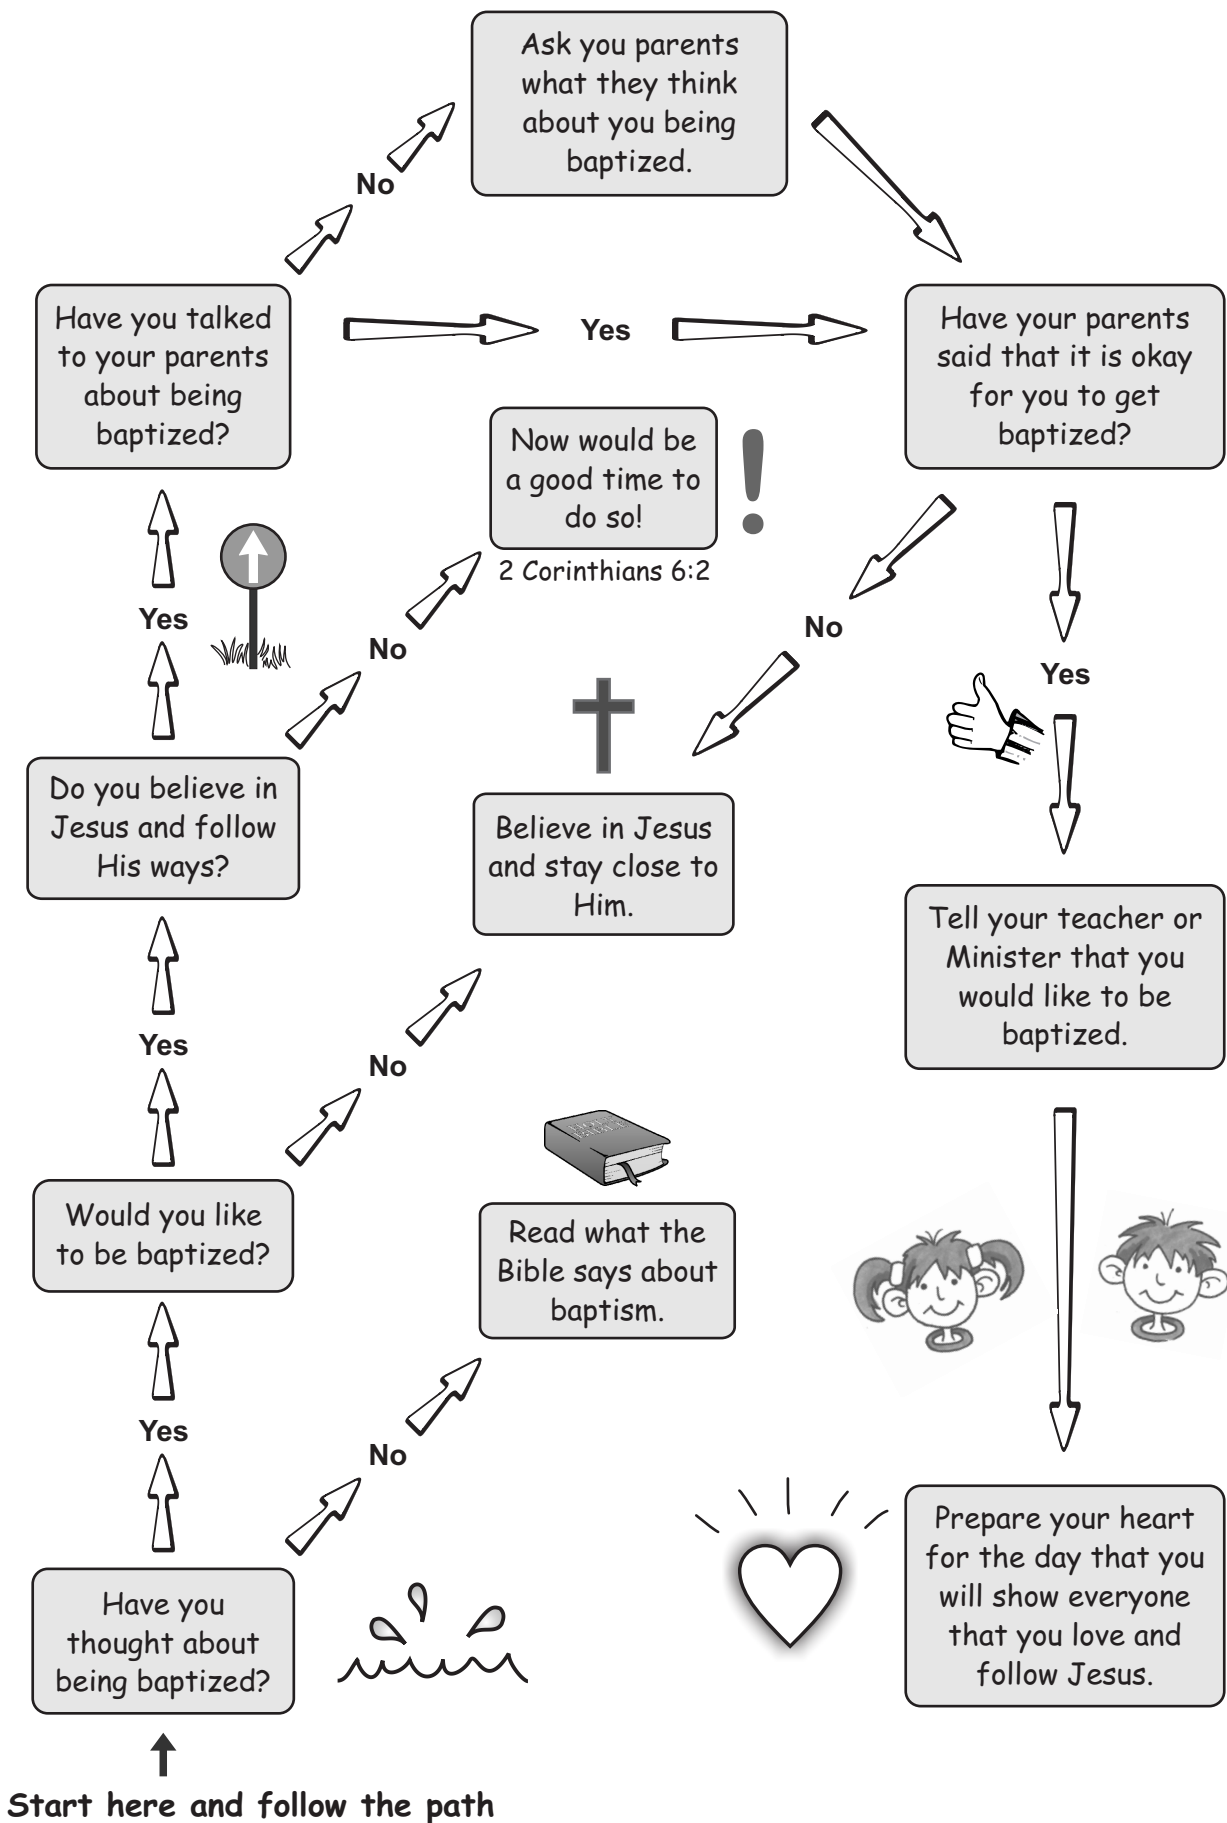 Ask you parents
what they think
about you being
baptized.
No
Have you talked
to your parents
about being
baptized?
Yes
Have your parents
said that it is okay
for you to get
baptized?
Now would be
a good time to
do so!
2 Corinthians 6:2
Yes
No
No
Yes
Do you believe in
Jesus and follow
His ways?
Believe in Jesus
and stay close to
Him.
Tell your teacher or
Minister that you
would like to be
baptized.
Yes
No
HOLY
BIBLE
Would you like
to be baptized?
Read what the
Bible says about
baptism.
Yes
No
Have you
thought about
being baptized?
Prepare your heart
for the day that you
will show everyone
that you love and
follow Jesus.
Start here and follow the path